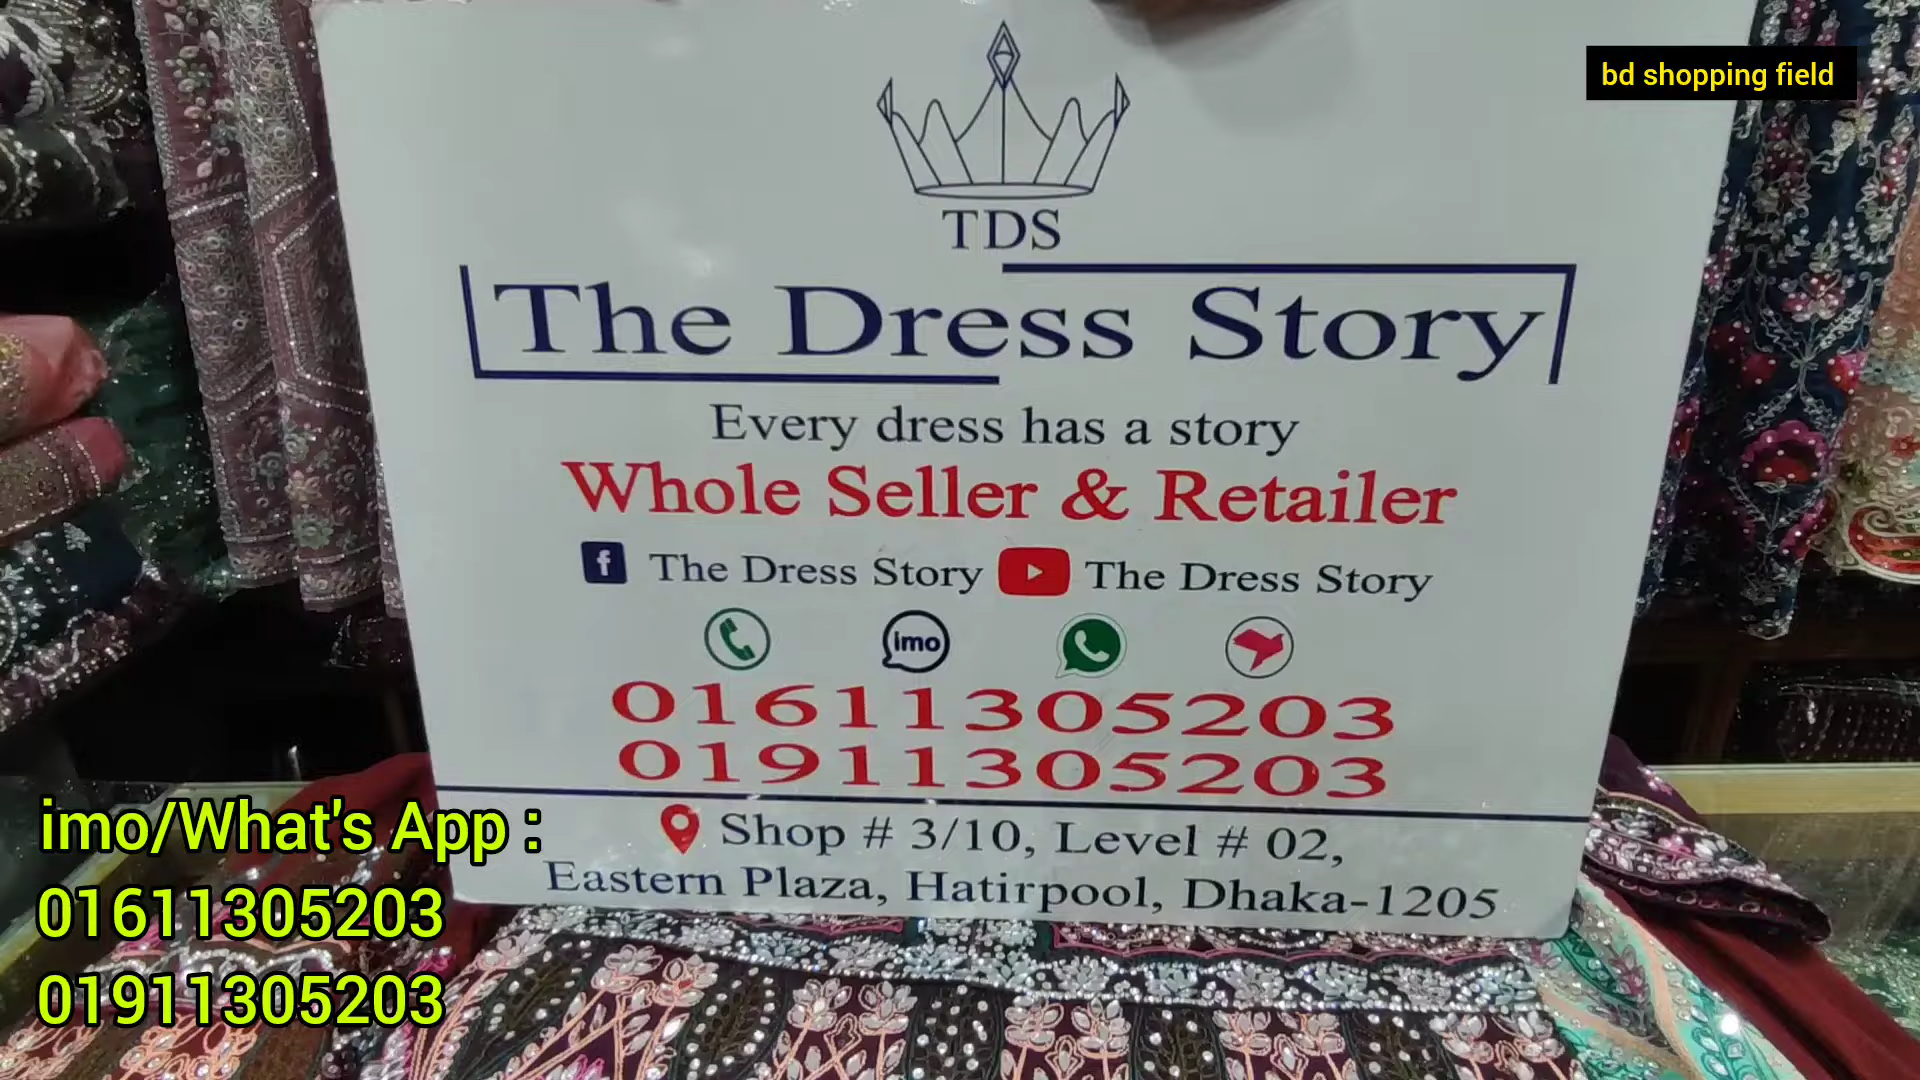 bd shopping field
TDS
The Dress Story
Every dress has a story
Whole Seller & Retailer
f The Dress Story The Dress Story
imo
01611305203
01911305203
Shop # 3/10, Level # 02,
Eastern Plaza, Hatirpool, Dhaka-1205
imo/What's App :
01611305203
01911305203